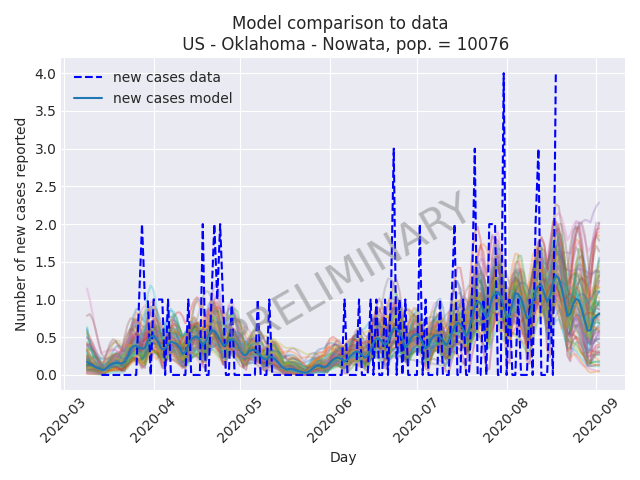 Model comparison to data
US - Oklahoma - Nowata, pop. = 10076
new cases data
new cases model
PRELIMINARY
Number of new cases reported
4.0
3.5
3.0
2.5
2.0
1.5
1.0
0.5
0.0
2020-03
2020-04
2020-05
2020-06
2020-07
2020-08
2020-09
Day